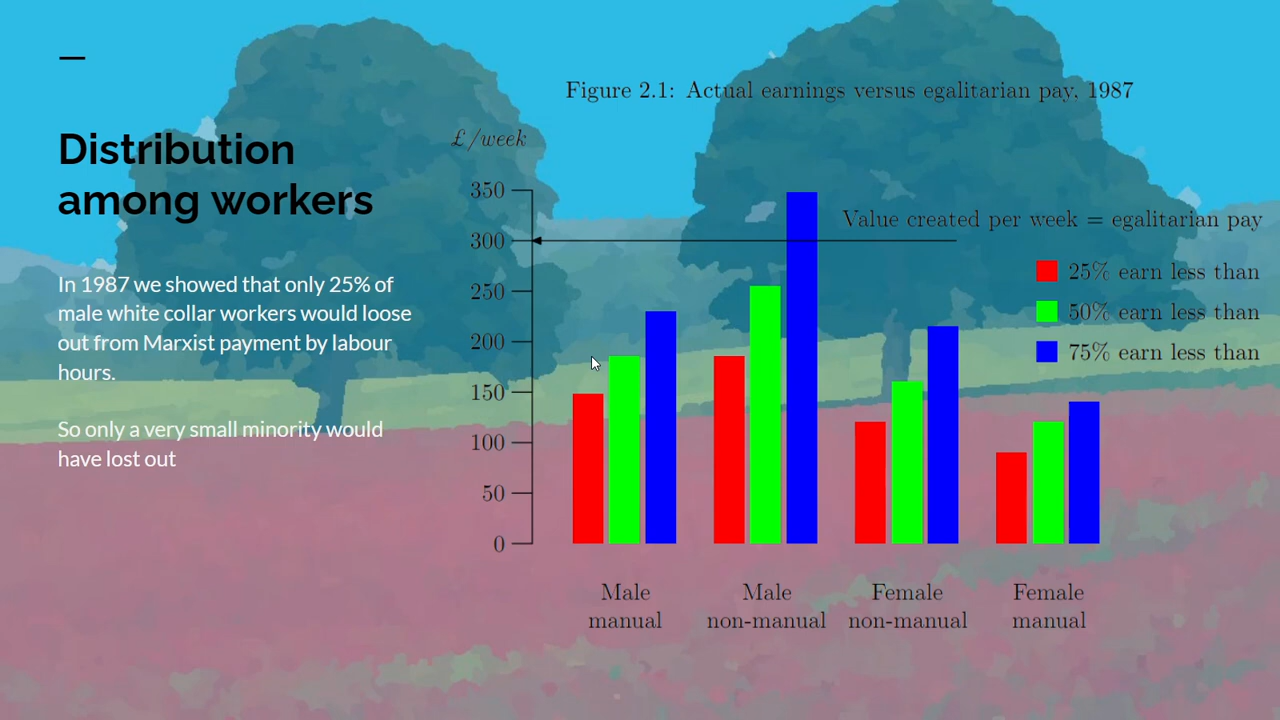 Distribution
among workers
In 1987 we showed that only 25% of
male white collar workers would loose
out from Marxist payment by labour
hours.
So only a very small minority would
have lost out
Figure 2.1: Actual earnings versus egalitarian pay, 1987
£/week
350
300
250
200
150
100
50
0
Value created per week = egalitarian pay
25% earn less than
50% earn less than
75% earn less than
Male
manual
Male
non-manual
Female
non-manual
Female
manual